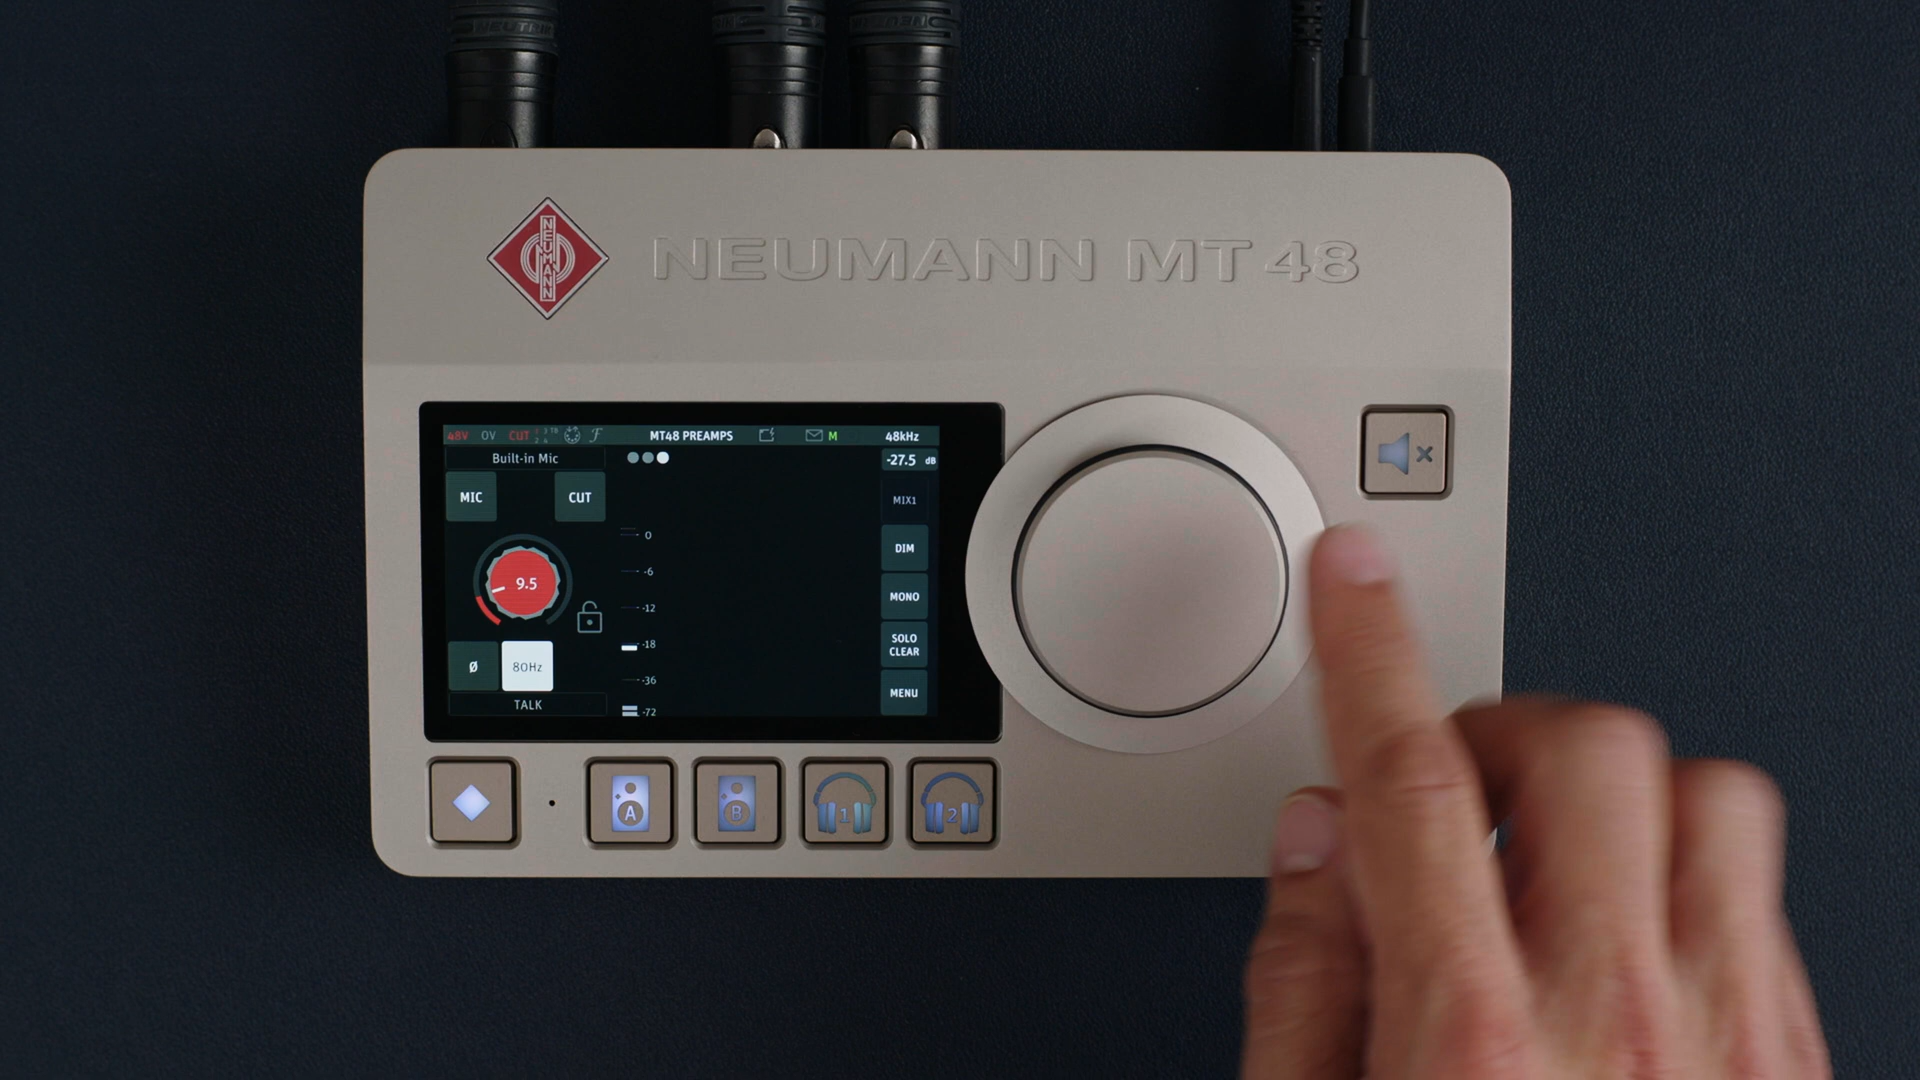 NEUTRIK
NEUMANN
NEUMANN MT 48
48V OV CUT MT48 PREAMPS M 48kHz
Built-in Mic
-27.5 dB
MIC CUT
MIX1
0
-6
-12
-18
-36
-72
9.5
DIM
MONO
SOLO
CLEAR
MENU
Ø 80Hz
TALK
A
B
1
2